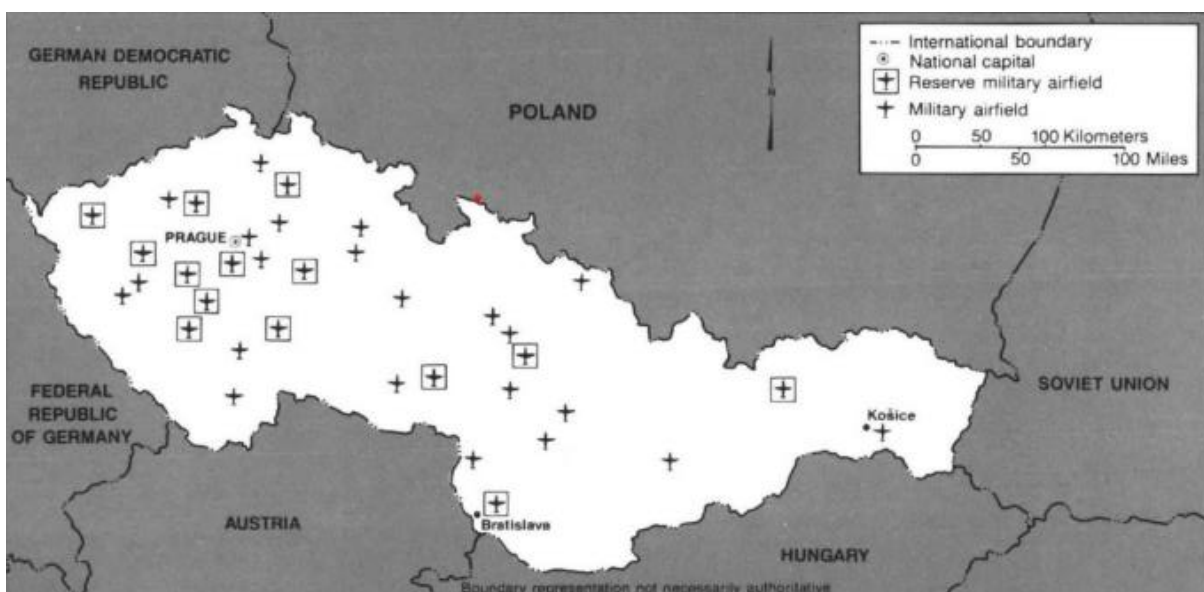 GERMAN DEMOCRATIC
REPUBLIC
POLAND
International boundary
National capital
Reserve military airfield
Military airfield
0 50 100 Kilometers
0 50 100 Miles
N
PRAGUE
FEDERAL
REPUBLIC
OF GERMANY
SOVIET UNION
Košice
AUSTRIA
Bratislava
HUNGARY
Boundary representation not necessarily authoritative